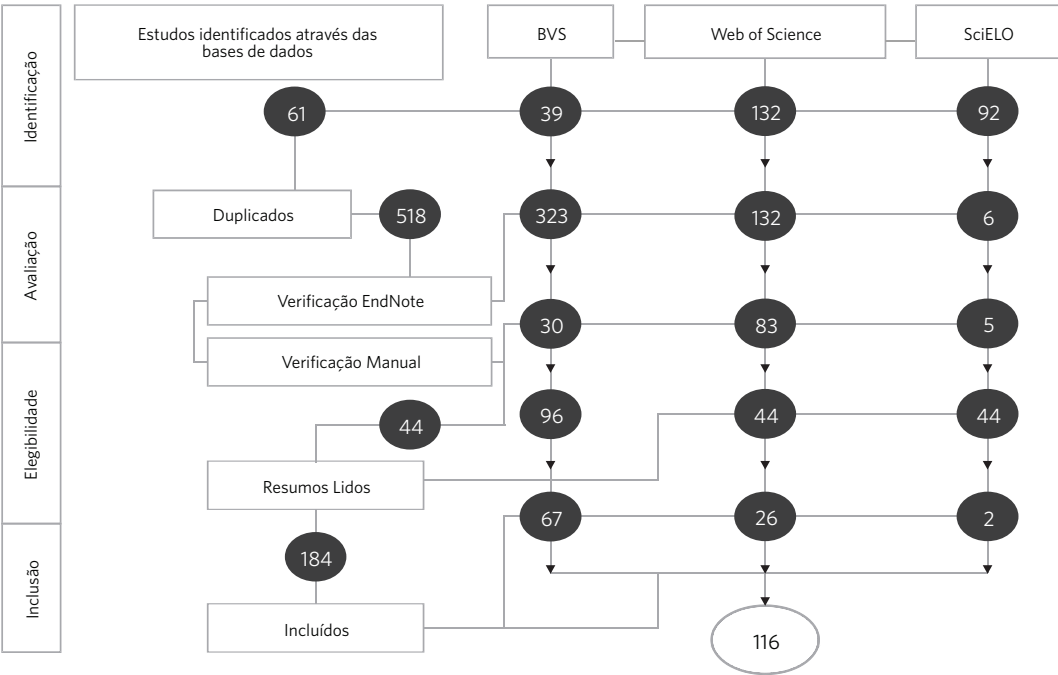 Estudos identificados através das
bases de dados
BVS
Web of Science
SciELO
Identificação
61
39
132
92
Avaliação
Duplicados
518
323
132
6
Verificação EndNote
30
83
5
Verificação Manual
Elegibilidade
44
96
44
44
Resumos Lidos
67
26
2
Inclusão
184
Incluídos
116